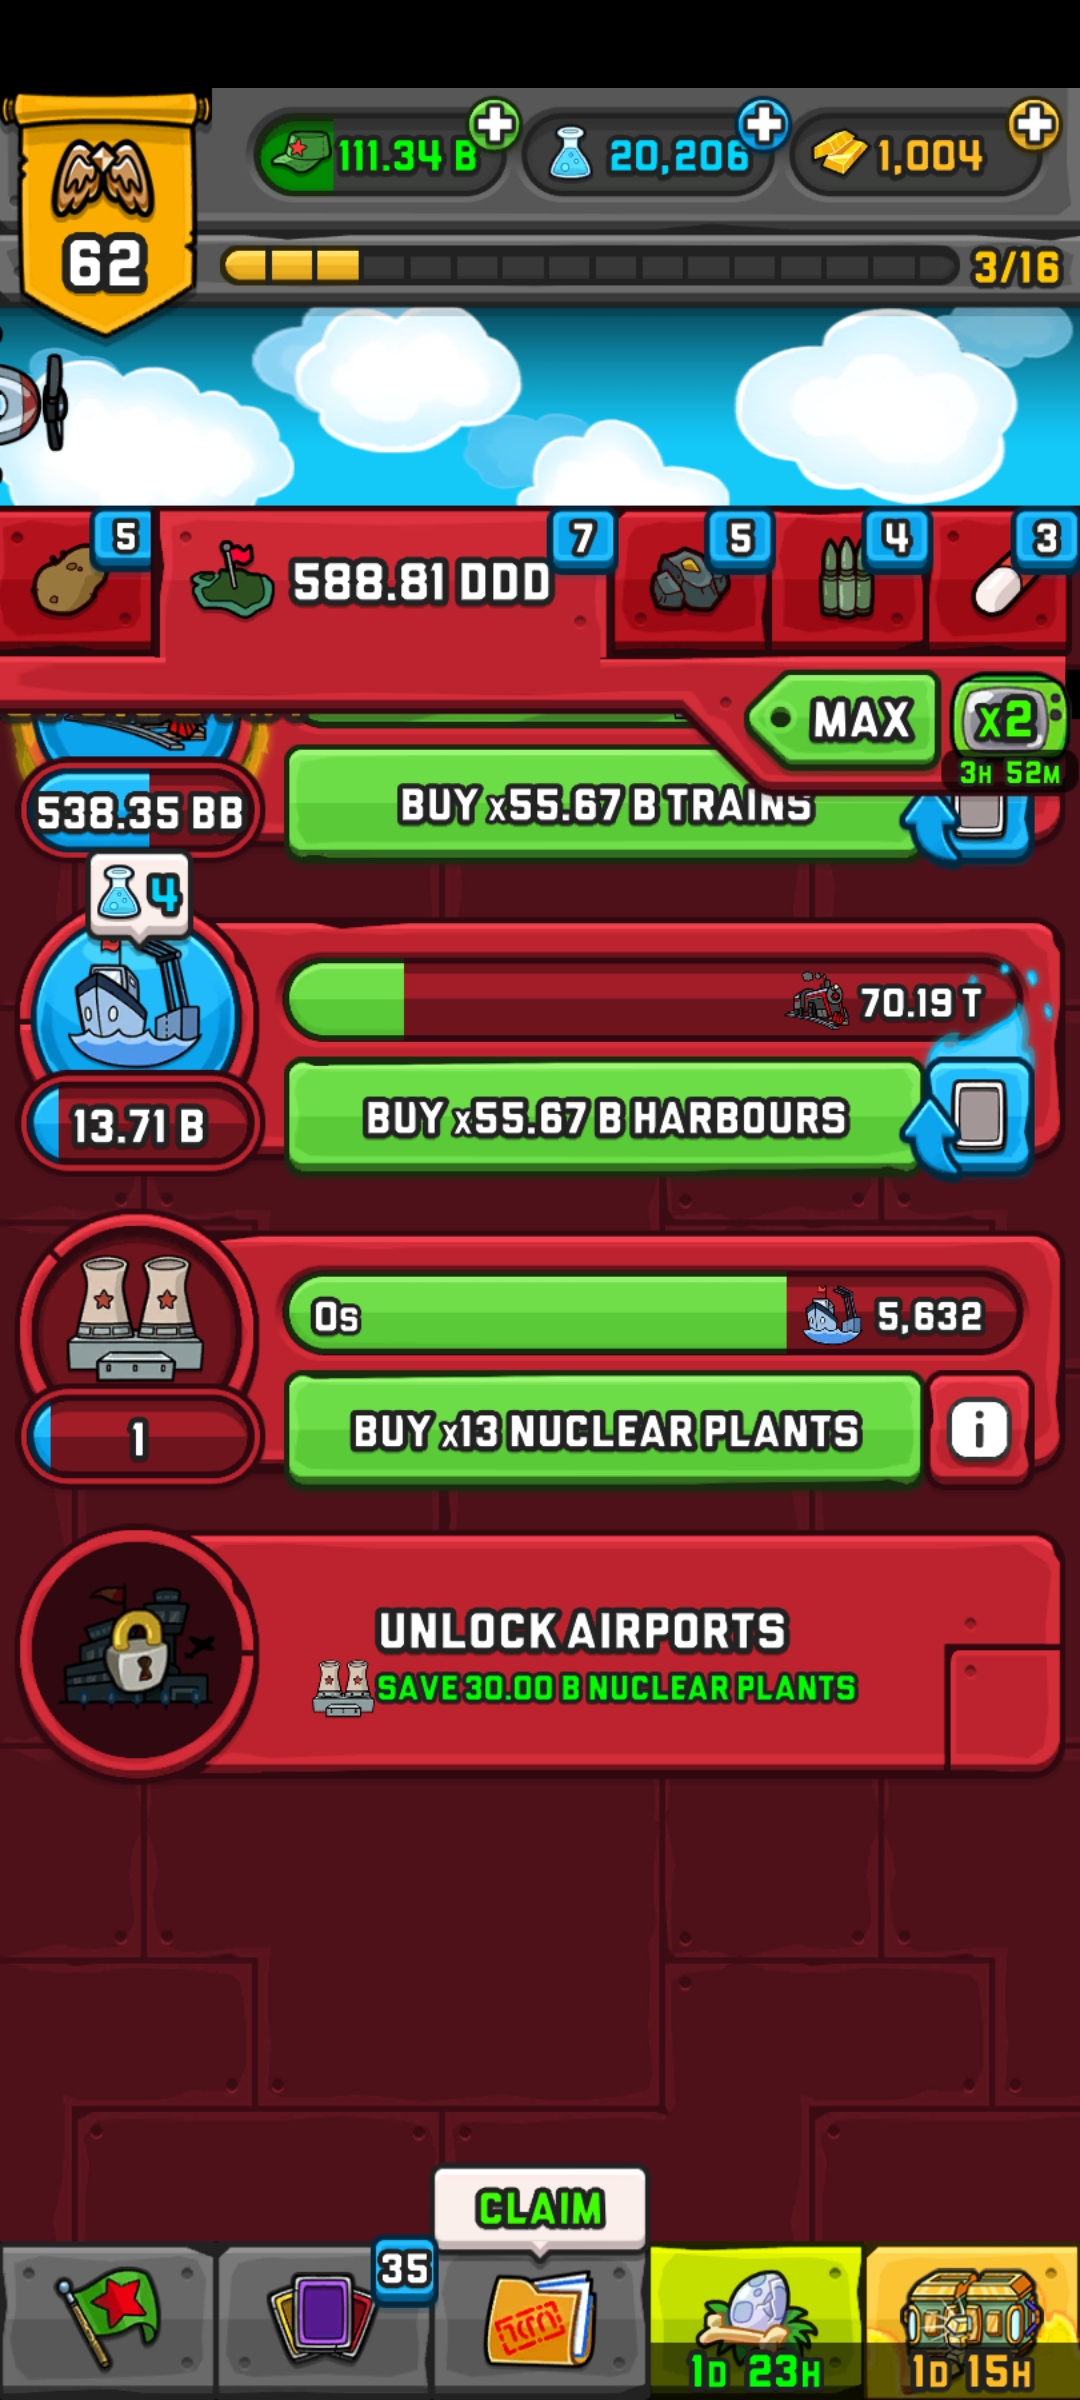 111.34 B
20,206
1,004
62
3/16
5
588.81 DDD
7
5
4
3
MAX
x2
3H 52M
538.35 BB
BUY x55.67 B TRAINS
4
70.19 T
13.71 B
BUY x55.67 B HARBOURS
0s
5,632
1
BUY x13 NUCLEAR PLANTS
i
UNLOCK AIRPORTS
SAVE 30.00 B NUCLEAR PLANTS
CLAIM
35
1D 23H
1D 15H